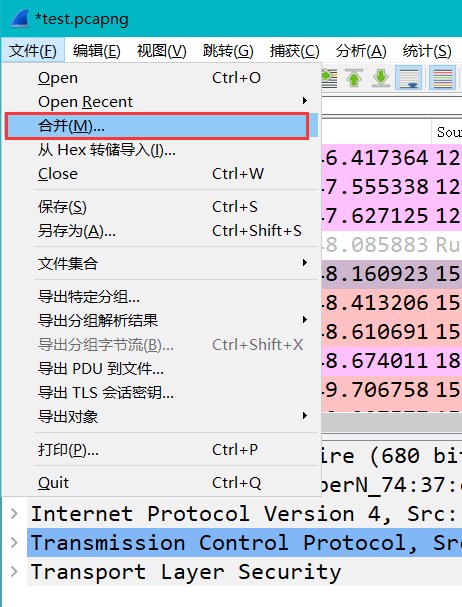 *test.pcapng
文件(F) 编辑(E) 视图(V) 跳转(G) 捕获(C) 分析(A) 统计(S)
Open Ctrl+O
Open Recent
合并(M)...
从 Hex 转储导入(I)...
Close Ctrl+W
保存(S) Ctrl+S
另存为(A)... Ctrl+Shift+S
文件集合
导出特定分组...
导出分组解析结果
导出分组字节流(B)... Ctrl+Shift+X
导出 PDU 到文件...
导出 TLS 会话密钥...
导出对象
打印(P)... Ctrl+P
Quit Ctrl+Q
Sou
6.417364 12
7.555338 12
7.627125 12
8.085883 Ru
8.160923 15
8.413206 15
8.610691 15
8.674011 18
9.706758 15
ire (680 bit
perN_74:37:
Internet Protocol Version 4, Src:
Transmission Control Protocol, Src
Transport Layer Security